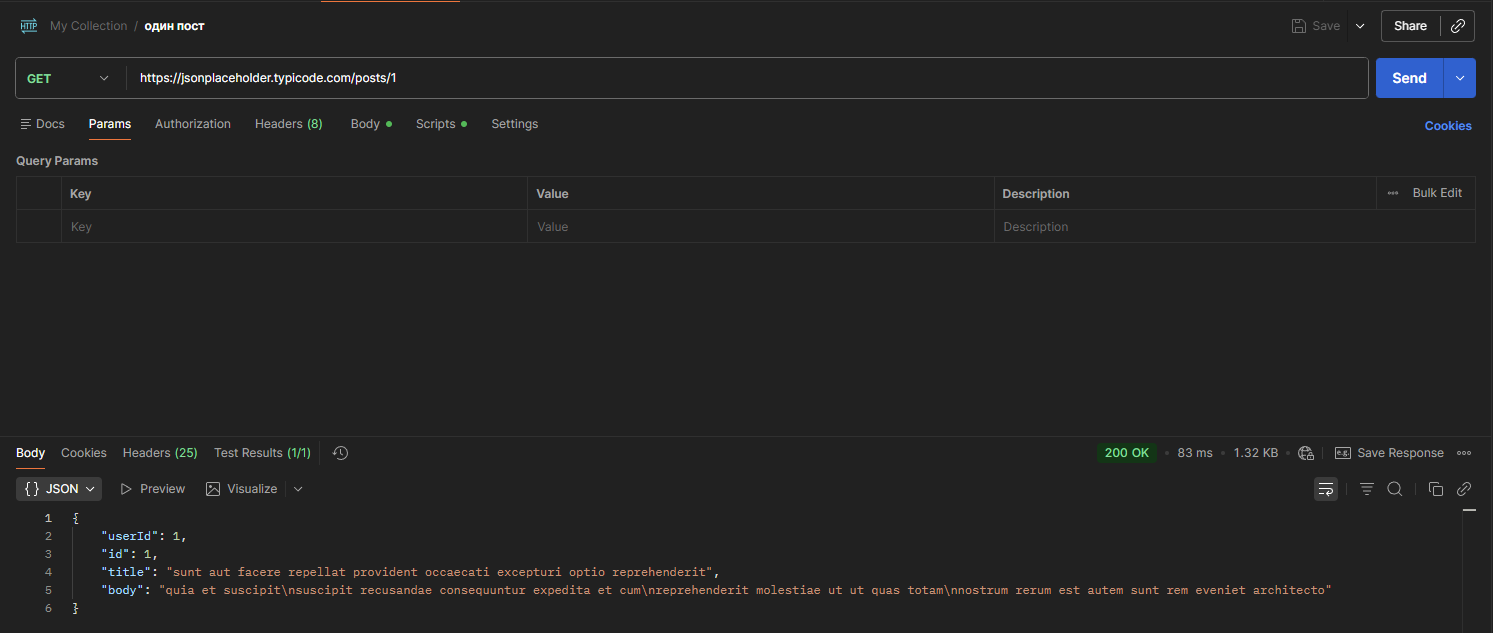 HTTP My Collection / один пост Save Share
GET https://jsonplaceholder.typicode.com/posts/1 Send
Docs Params Authorization Headers (8) Body Scripts Settings Cookies
Query Params
Key Value Description Bulk Edit
Key Value Description
Body Cookies Headers (25) Test Results (1/1) 200 OK 83 ms 1.32 KB e.g. Save Response
{} JSON Preview Visualize
1 {
2 "userId": 1,
3 "id": 1,
4 "title": "sunt aut facere repellat provident occaecati excepturi optio reprehenderit",
5 "body": "quia et suscipit\nsuscipit recusandae consequuntur expedita et cum\nreprehenderit molestiae ut ut quas totam\nnostrum rerum est autem sunt rem eveniet architecto"
6 }